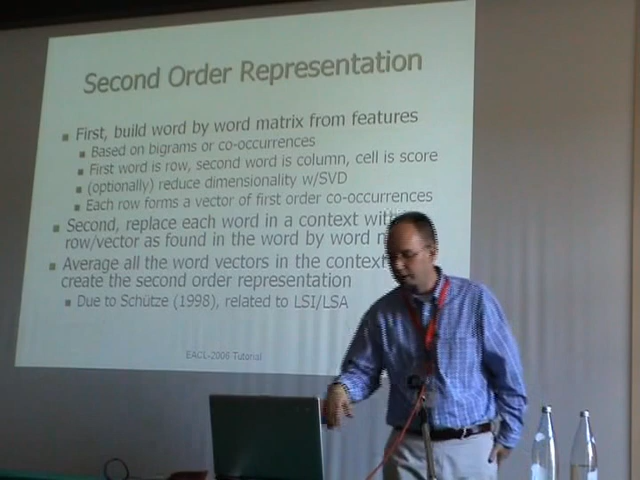 Second Order Representation
First, build word by word matrix from features
Based on bigrams or co-occurrences
First word is row, second word is column, cell is score
(optionally) reduce dimensionality w/SVD
Each row forms a vector of first order co-occurrences
Second, replace each word in a context
row/vector as found in the word by word
Average all the word vectors in the context
create the second order representation
Due to Schütze (1998), related to LSI/LSA
EACL-2006 Tutorial